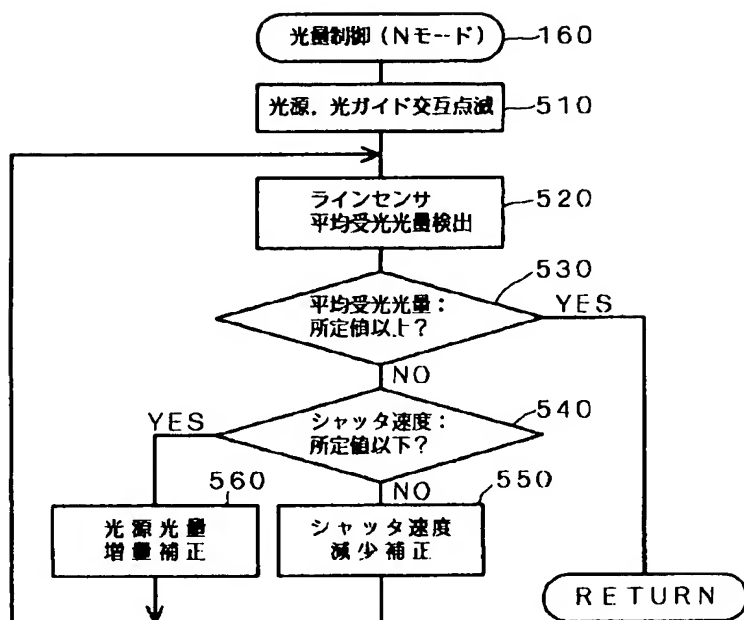 光量制御(Nモード)
160
光源,光ガイド交互点滅
510
ラインセンサ
平均受光光量検出
520
平均受光光量:
所定値以上?
530
YES
NO
シャッタ速度:
所定値以下?
540
YES
NO
光源光量
増量補正
560
シャッタ速度
減少補正
550
RETURN